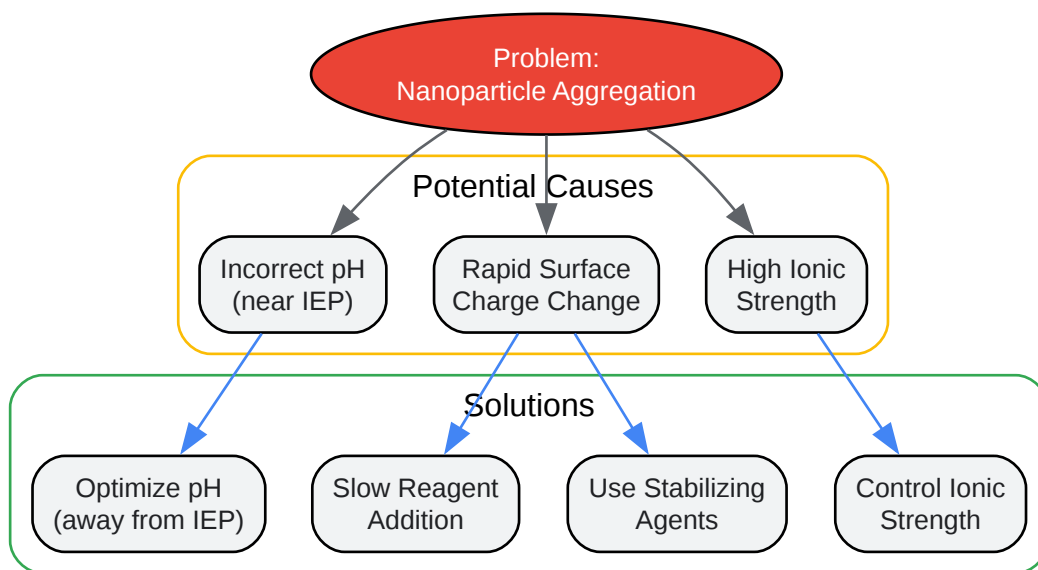 Problem:
Nanoparticle Aggregation
Potential Causes
Incorrect pH
(near IEP)
Rapid Surface
Charge Change
High Ionic
Strength
Solutions
Optimize pH
(away from IEP)
Slow Reagent
Addition
Use Stabilizing
Agents
Control Ionic
Strength